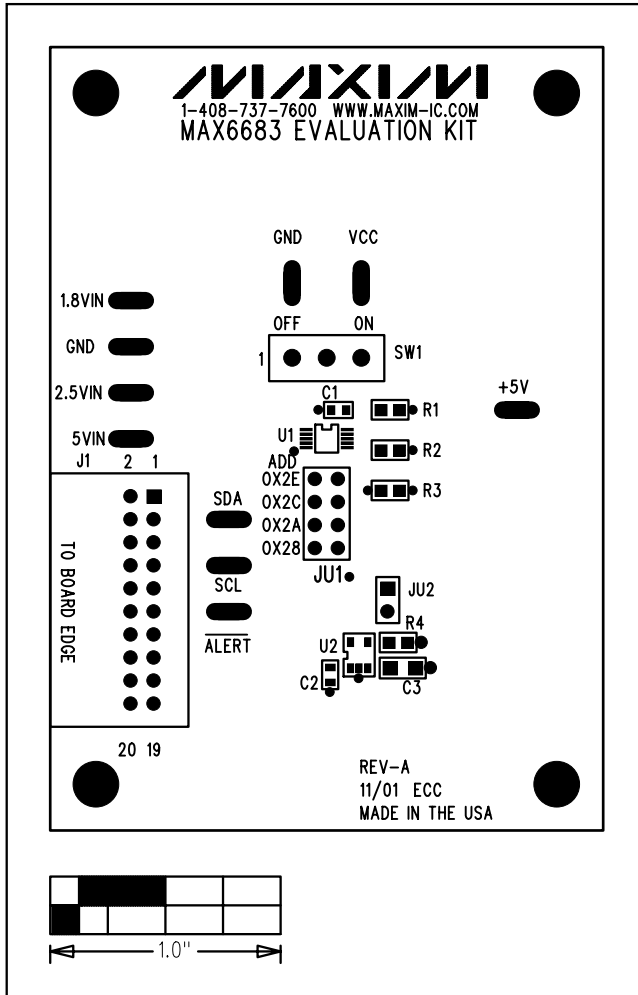 MAXIM
1-408-737-7600 WWW.MAXIM-IC.COM
MAX6683 EVALUATION KIT
GND VCC
1.8VIN
OFF ON
GND
1 SW1
2.5VIN
+5V
C1
R1
5VIN
U1
R2
J1 2 1
ADD
0X2E
R3
SDA
0X2C
0X2A
0X28
TO BOARD EDGE
SCL
JU1
JU2
R4
ALERT
U2
C2
C3
20 19
REV-A
11/01 ECC
MADE IN THE USA
1.0"